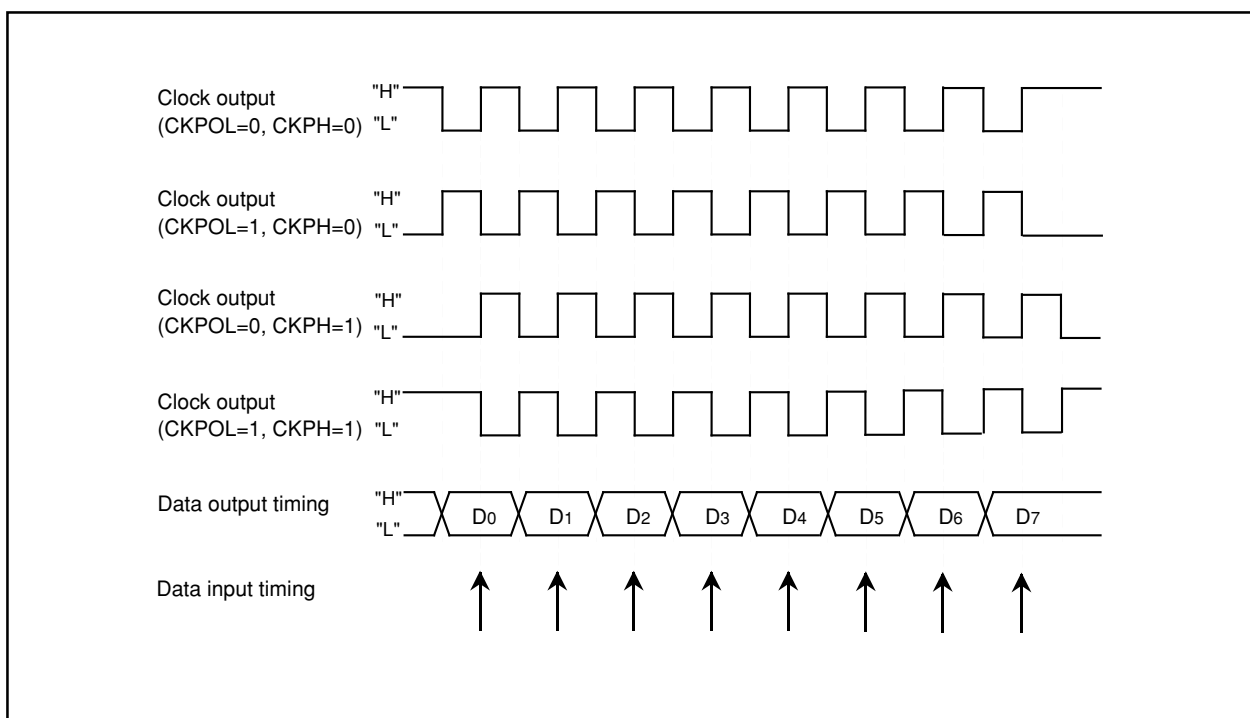 Clock output
(CKPOL=0, CKPH=0)
"H"
"L"
Clock output
(CKPOL=1, CKPH=0)
"H"
"L"
Clock output
(CKPOL=0, CKPH=1)
"H"
"L"
Clock output
(CKPOL=1, CKPH=1)
"H"
"L"
Data output timing
"H"
"L"
D0 D1 D2 D3 D4 D5 D6 D7
Data input timing